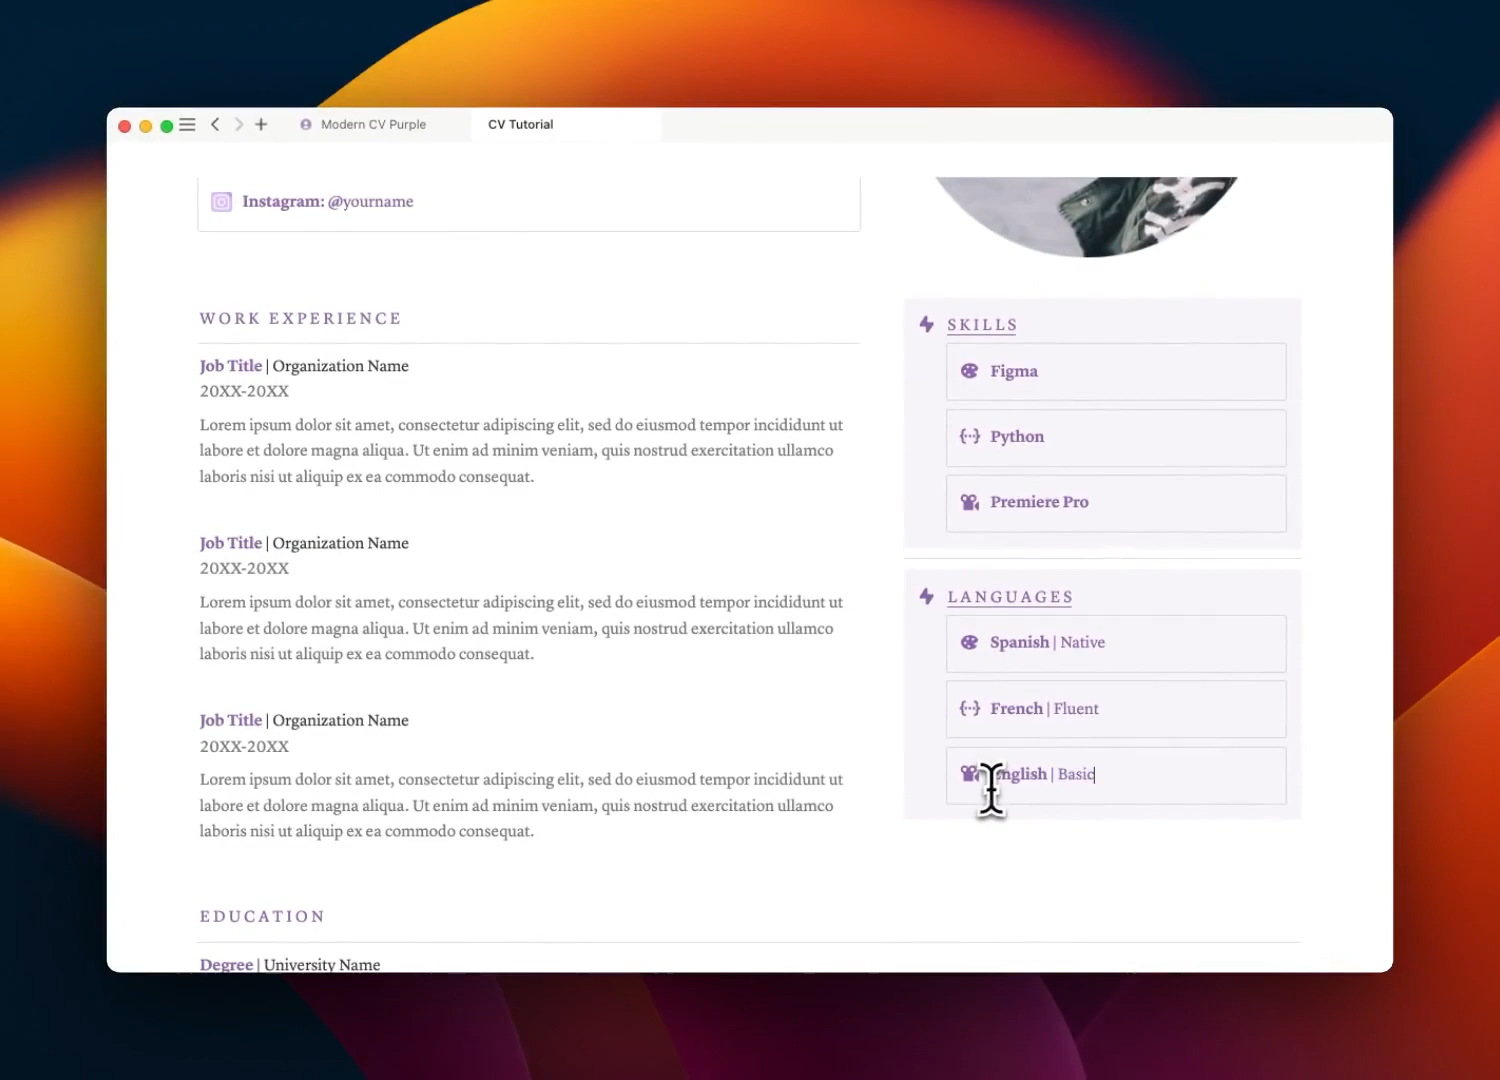 Modern CV Purple
CV Tutorial
Instagram: @yourname
WORK EXPERIENCE
Job Title | Organization Name
20XX-20XX
Lorem ipsum dolor sit amet, consectetur adipiscing elit, sed do eiusmod tempor incididunt ut
labore et dolore magna aliqua. Ut enim ad minim veniam, quis nostrud exercitation ullamco
laboris nisi ut aliquip ex ea commodo consequat.
Job Title | Organization Name
20XX-20XX
Lorem ipsum dolor sit amet, consectetur adipiscing elit, sed do eiusmod tempor incididunt ut
labore et dolore magna aliqua. Ut enim ad minim veniam, quis nostrud exercitation ullamco
laboris nisi ut aliquip ex ea commodo consequat.
Job Title | Organization Name
20XX-20XX
Lorem ipsum dolor sit amet, consectetur adipiscing elit, sed do eiusmod tempor incididunt ut
labore et dolore magna aliqua. Ut enim ad minim veniam, quis nostrud exercitation ullamco
laboris nisi ut aliquip ex ea commodo consequat.
SKILLS
Figma
Python
Premiere Pro
LANGUAGES
Spanish | Native
French | Fluent
English | Basic
EDUCATION
Degree | University Name